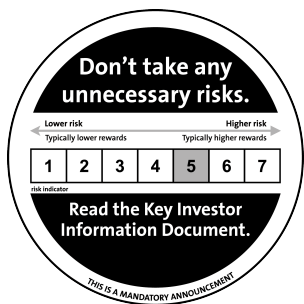 Don't take any
unnecessary risks.
Lower risk Higher risk
Typically lower rewards Typically higher rewards
1 2 3 4 5 6 7
risk indicator
Read the Key Investor
Information Document.
THIS IS A MANDATORY ANNOUNCEMENT